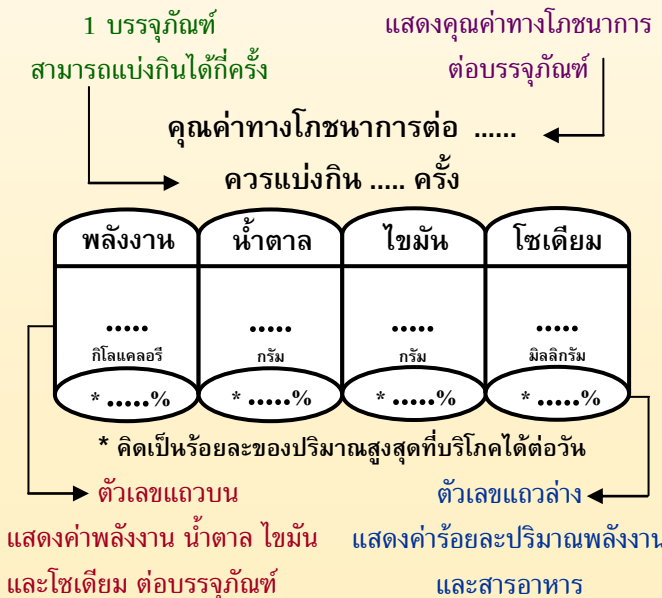 1 บรรจุภัณฑ์
สามารถแบ่งกินได้กี่ครั้ง
แสดงคุณค่าทางโภชนาการ
ต่อบรรจุภัณฑ์
คุณค่าทางโภชนาการต่อ ......
ควรแบ่งกิน ..... ครั้ง
พลังงาน น้ำตาล ไขมัน โซเดียม
..... ..... ..... .....
กิโลแคลอรี กรัม กรัม มิลลิกรัม
* .....% * .....% * .....% * .....%
* คิดเป็นร้อยละของปริมาณสูงสุดที่บริโภคได้ต่อวัน
ตัวเลขแถวบน
แสดงค่าพลังงาน น้ำตาล ไขมัน
และโซเดียม ต่อบรรจุภัณฑ์
ตัวเลขแถวล่าง
แสดงค่าร้อยละปริมาณพลังงาน
และสารอาหาร